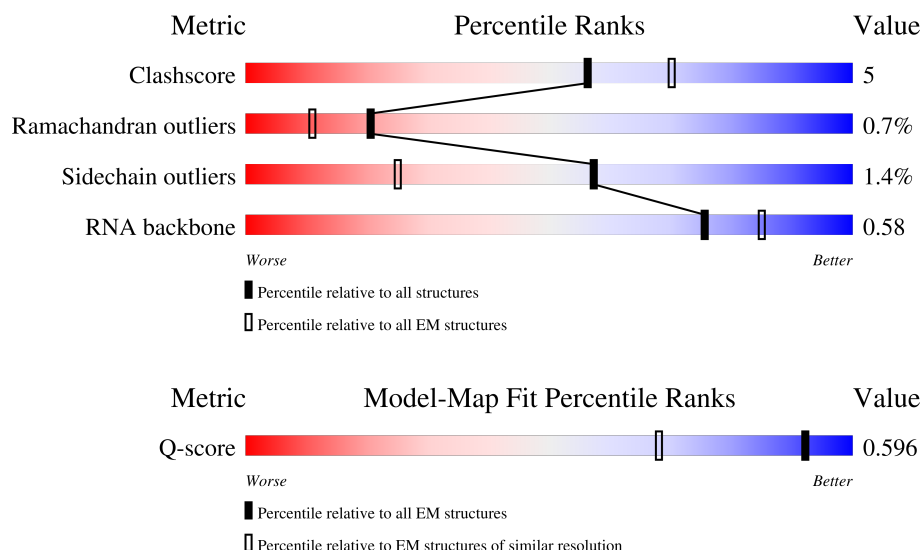 Metric Percentile Ranks Value
Clashscore 5
Ramachandran outliers 0.7%
Sidechain outliers 1.4%
RNA backbone 0.58
Worse Better
Percentile relative to all structures
Percentile relative to all EM structures
Metric Model-Map Fit Percentile Ranks Value
Q-score 0.596
Worse Better
Percentile relative to all EM structures
Percentile relative to EM structures of similar resolution